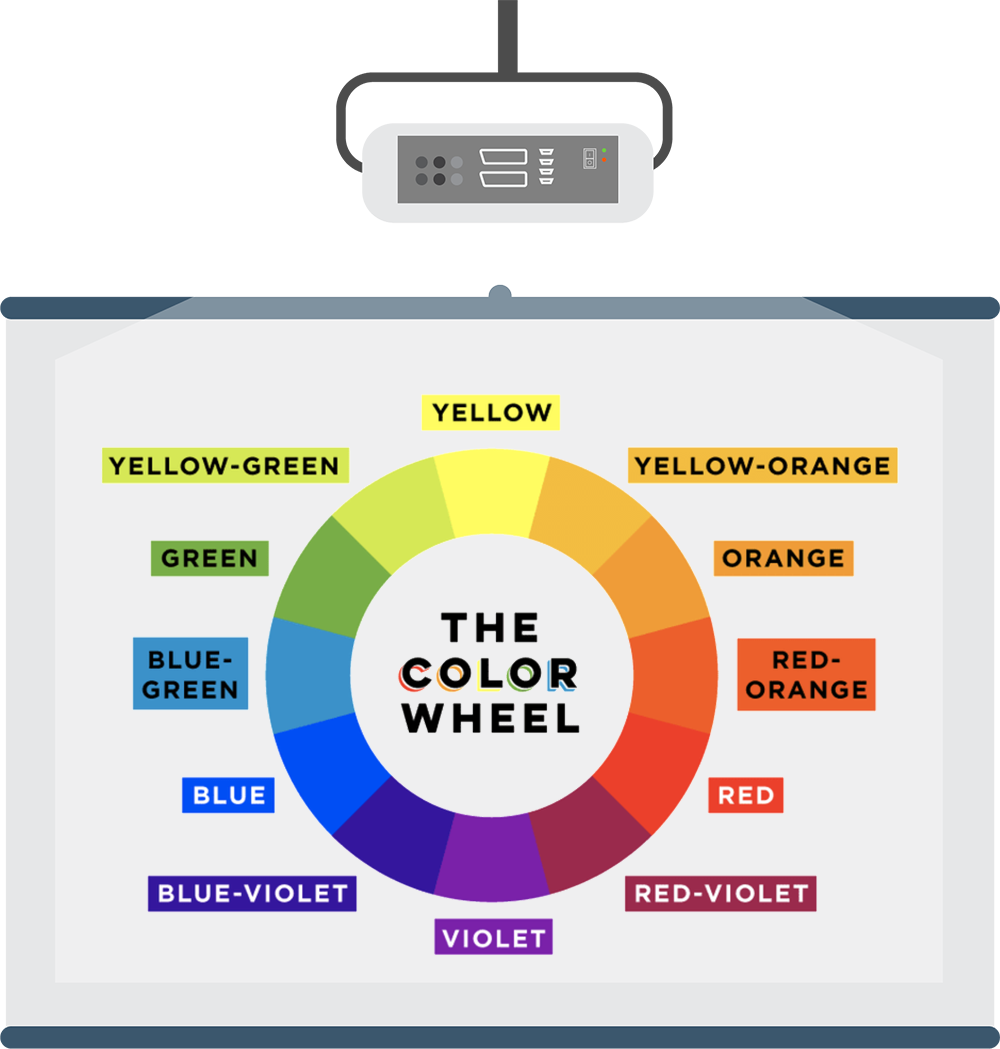 YELLOW
YELLOW-GREEN
YELLOW-ORANGE
GREEN
ORANGE
THE
COLOR
WHEEL
BLUE-
GREEN
RED-
ORANGE
BLUE
RED
BLUE-VIOLET
RED-VIOLET
VIOLET